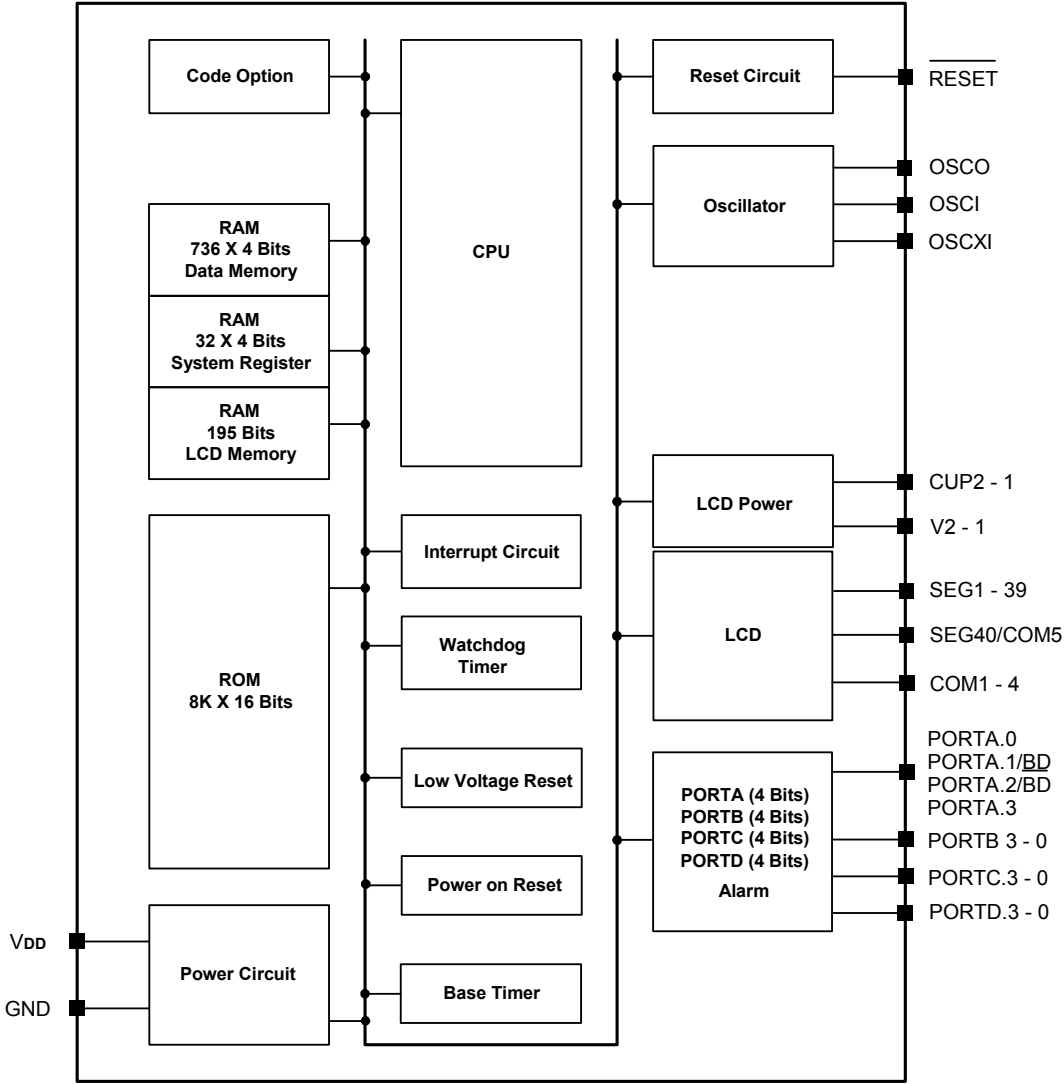 Code Option
RAM
736 X 4 Bits
Data Memory
RAM
32 X 4 Bits
System Register
RAM
195 Bits
LCD Memory
ROM
8K X 16 Bits
VDD
GND
Power Circuit
CPU
Interrupt Circuit
Watchdog
Timer
Low Voltage Reset
Power on Reset
Base Timer
Reset Circuit
RESET
Oscillator
OSCO
OSCI
OSCXI
LCD Power
CUP2 - 1
V2 - 1
LCD
SEG1 - 39
SEG40/COM5
COM1 - 4
PORTA (4 Bits)
PORTB (4 Bits)
PORTC (4 Bits)
PORTD (4 Bits)
Alarm
PORTA.0
PORTA.1/BD
PORTA.2/BD
PORTA.3
PORTB 3 - 0
PORTC.3 - 0
PORTD.3 - 0